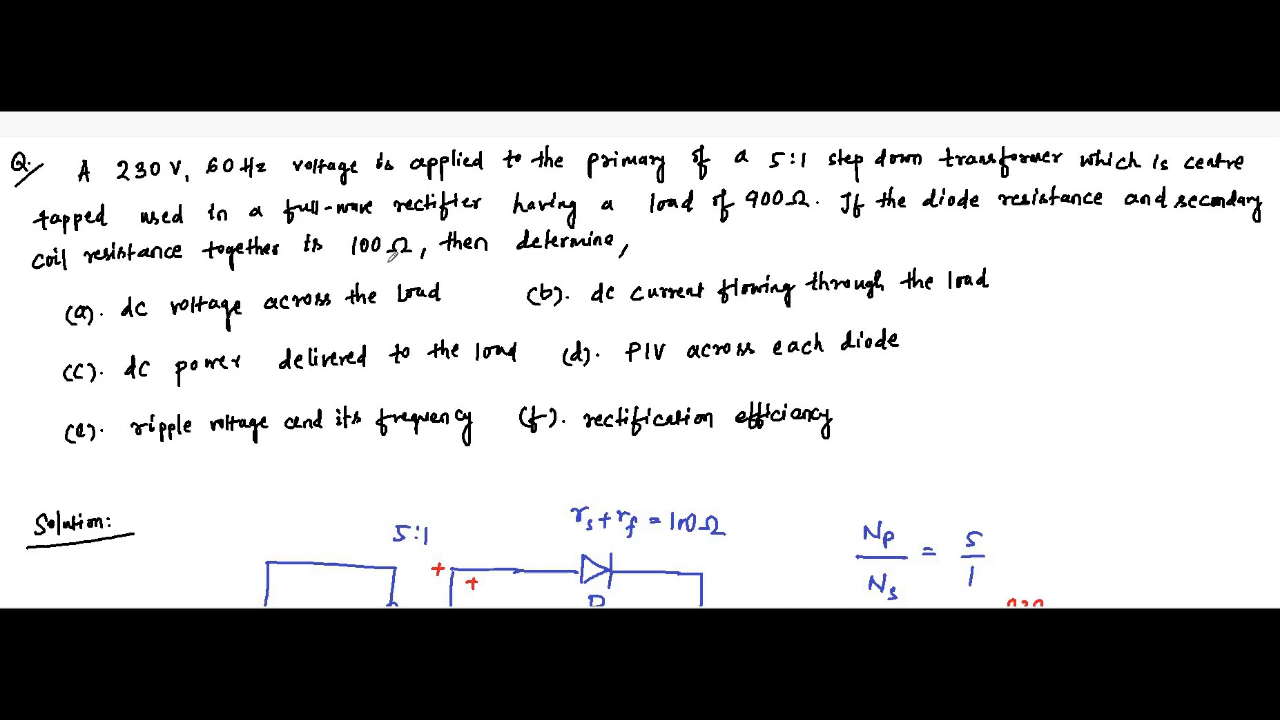 Q. A 230 V, 60 Hz voltage is applied to the primary of a 5:1 step down transformer which is centre
tapped used in a full-wave rectifier having a load of 900Ω. If the diode resistance and secondary
coil resistance together is 100Ω, then determine,
(a). dc voltage across the load (b). dc current flowing through the load
(c). dc power delivered to the load (d). PIV across each diode
(e). ripple voltage and its frequency (f). rectification efficiency
Solution:
5:1
rs + rf = 100Ω
Np/Ns = 5/1
+
+